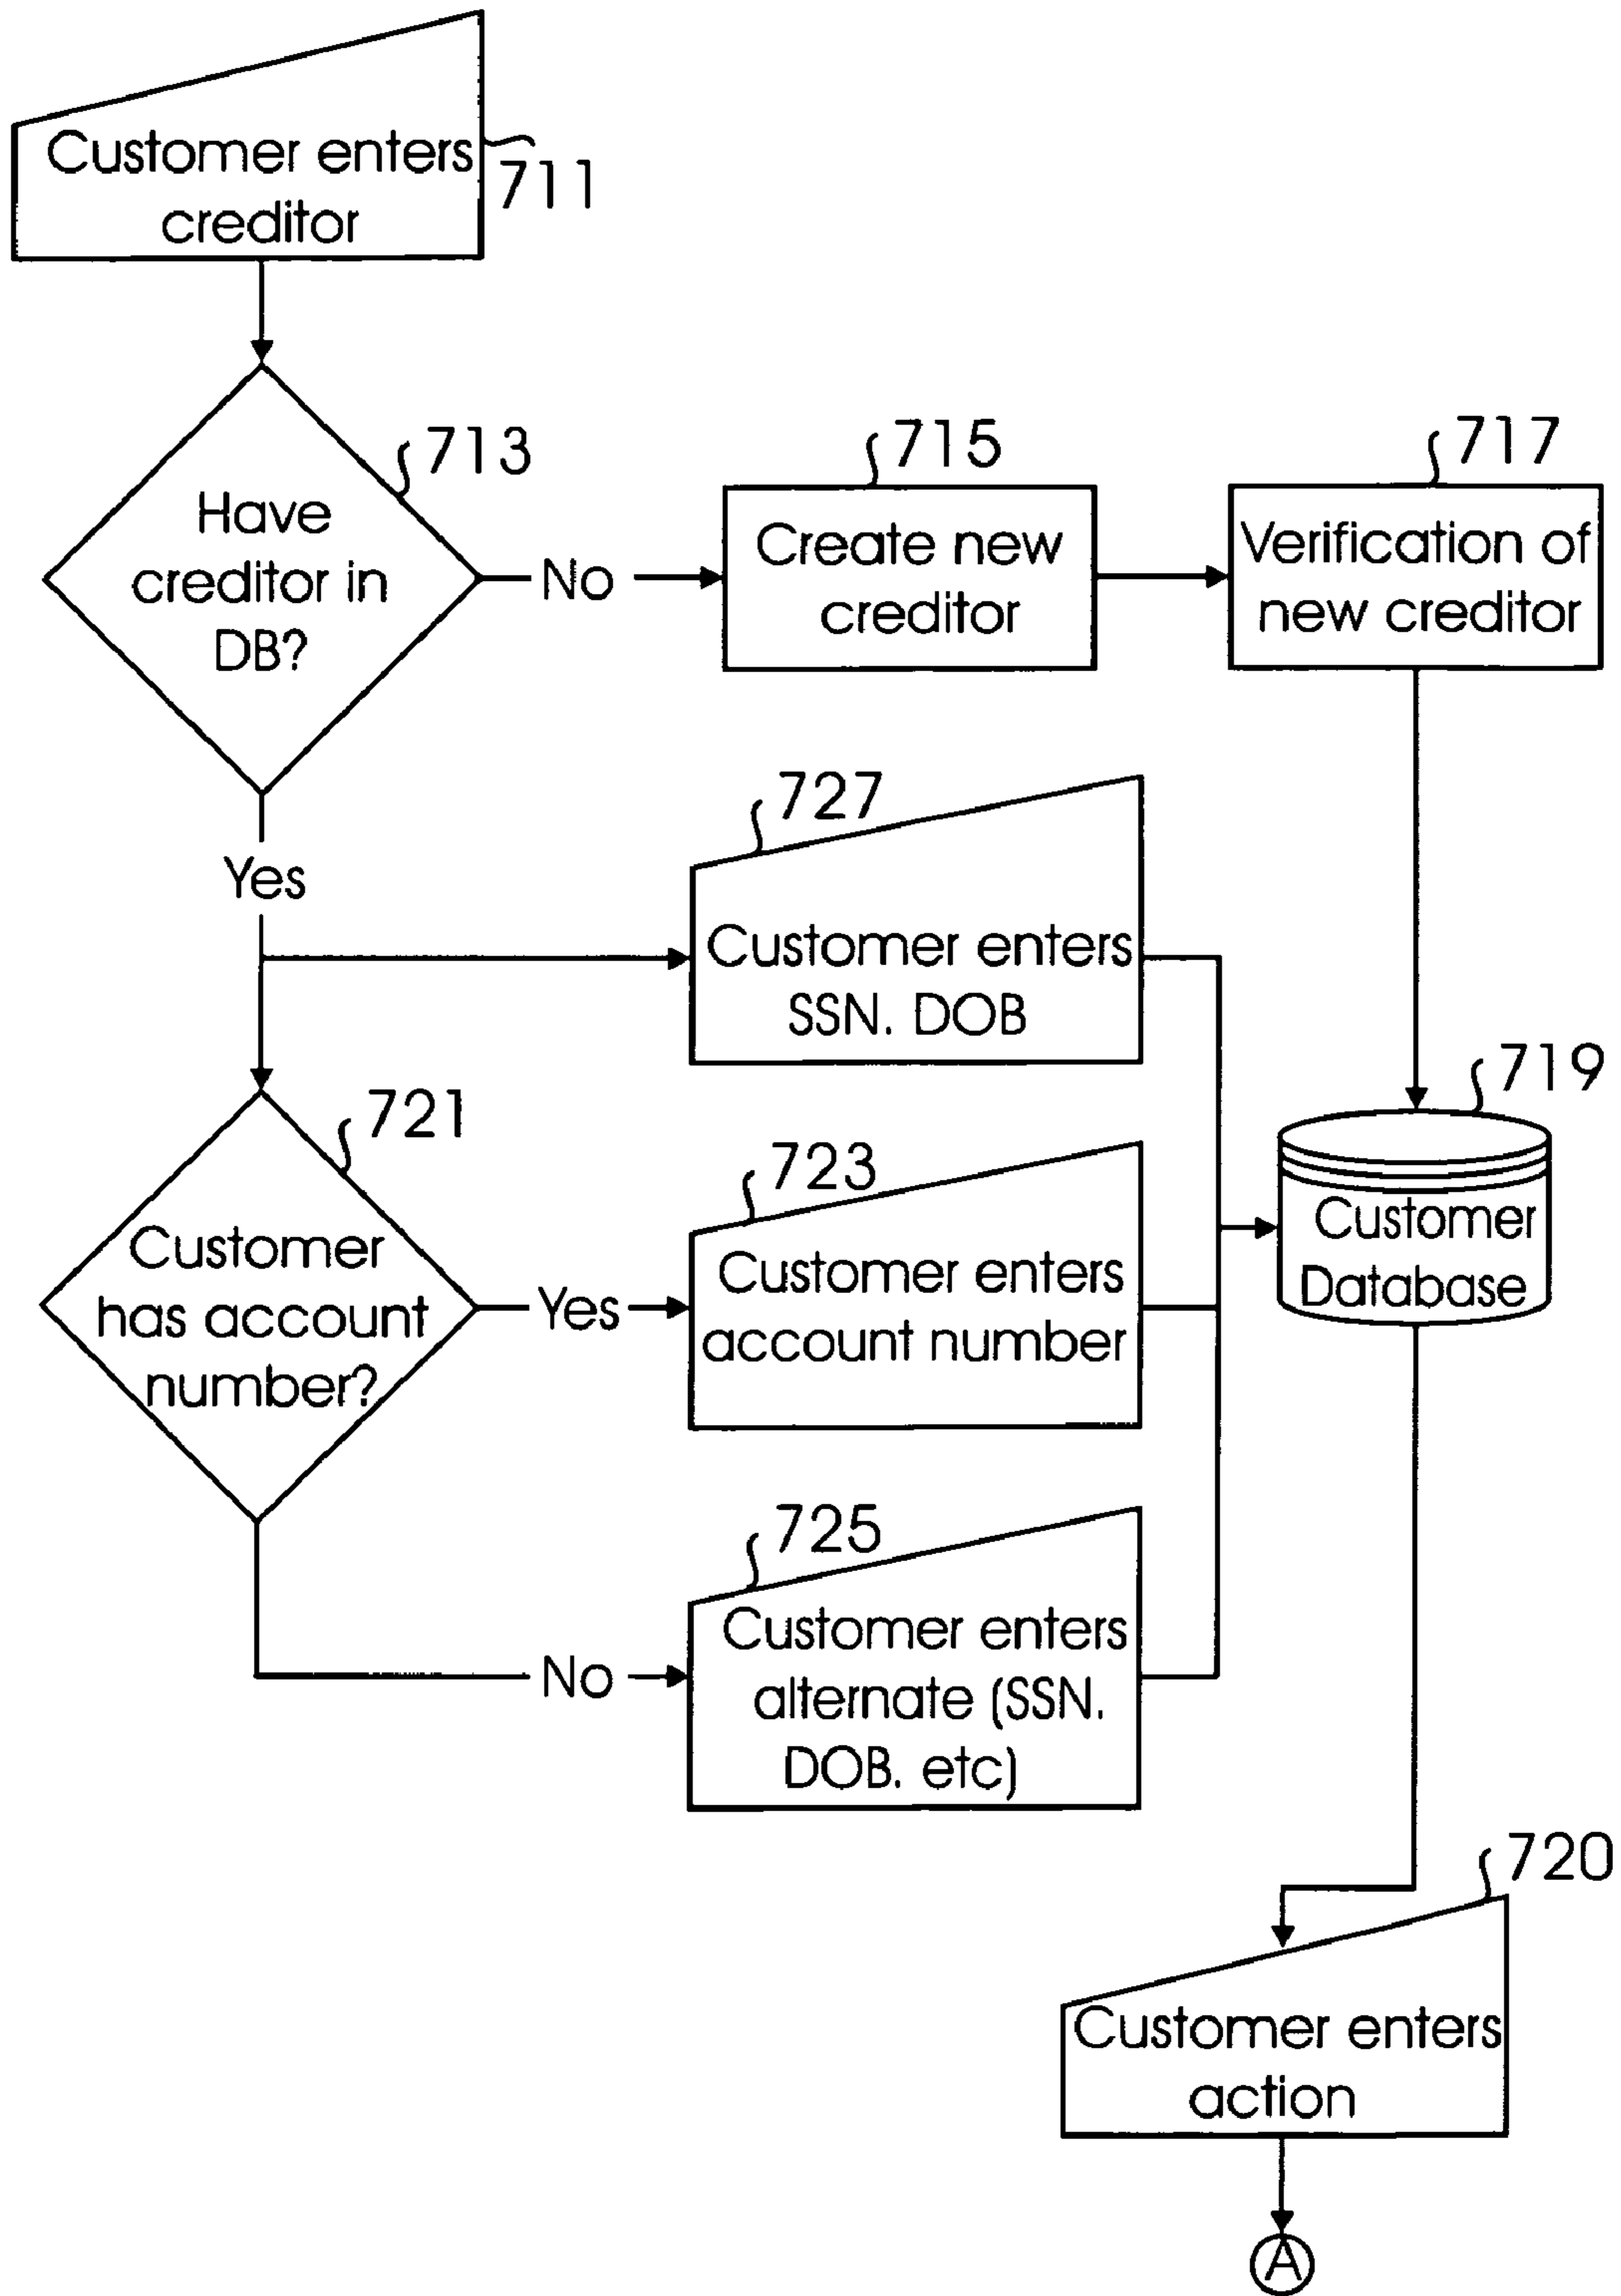 Customer enters
creditor
711
713
Have
creditor in
DB?
No
715
Create new
creditor
717
Verification of
new creditor
Yes
727
Customer enters
SSN. DOB
719
Customer
Database
721
Customer
has account
number?
Yes
723
Customer enters
account number
No
725
Customer enters
alternate (SSN.
DOB. etc)
720
Customer enters
action
A